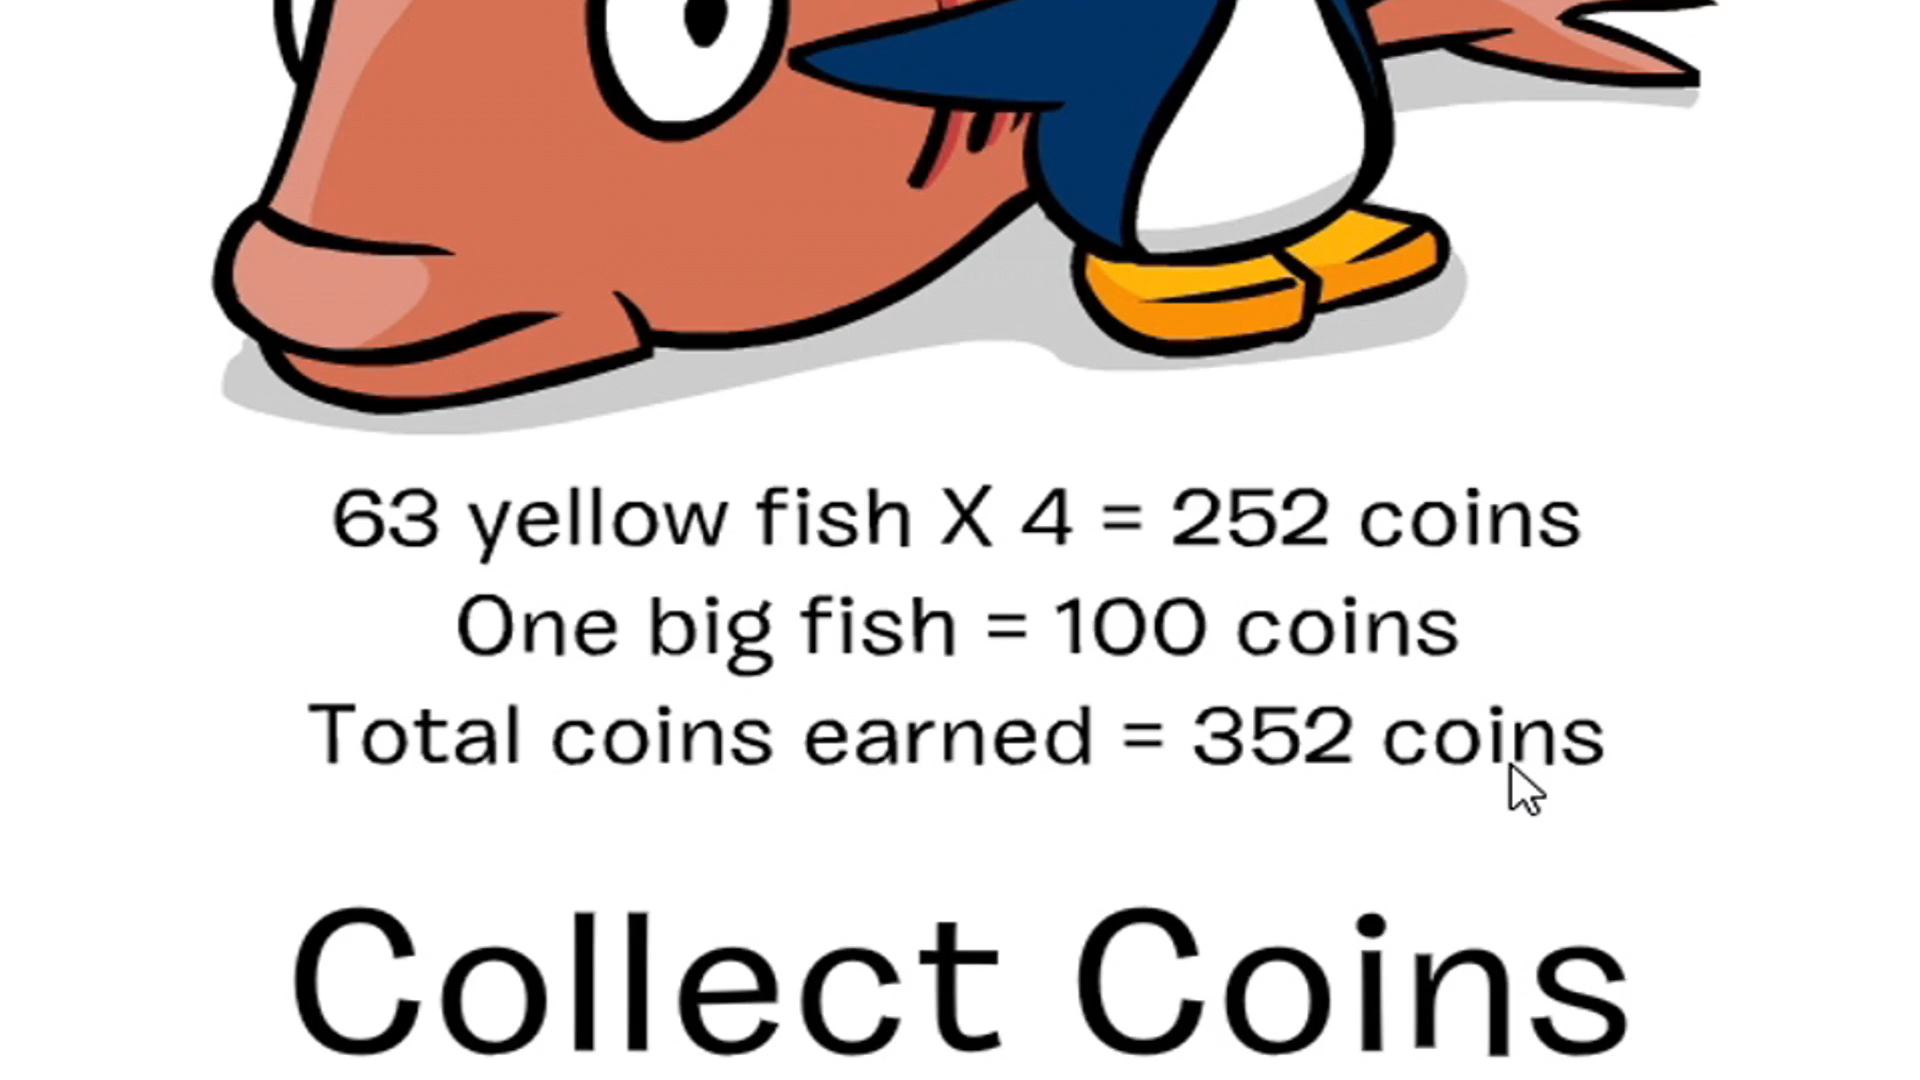 63 yellow fish X 4 = 252 coins
One big fish = 100 coins
Total coins earned = 352 coins
Collect Coins